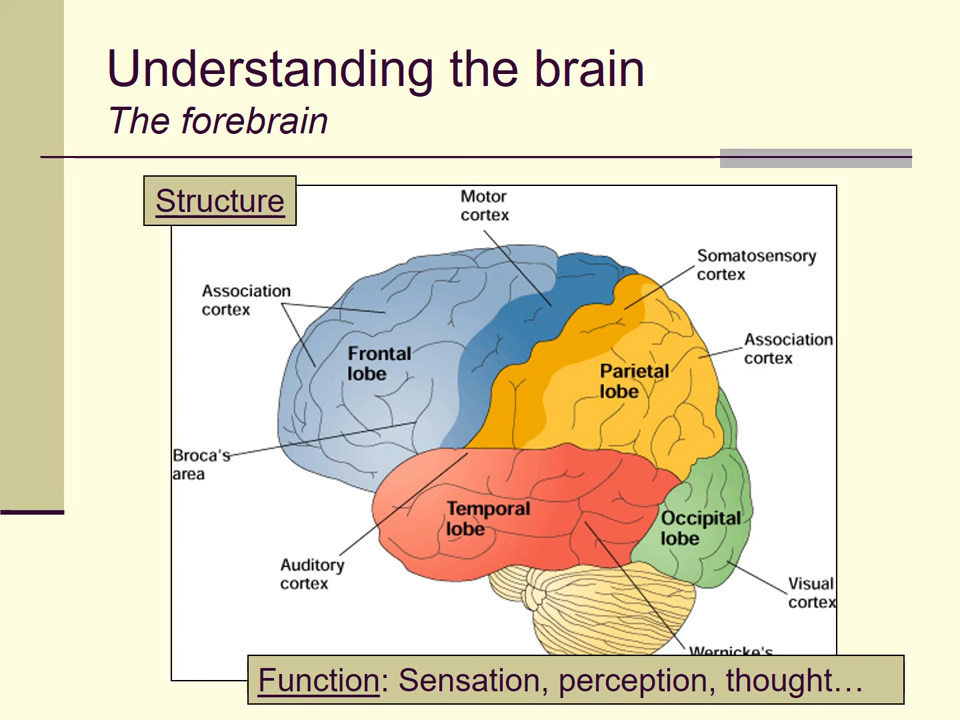 Understanding the brain
The forebrain
Structure
Motor
cortex
Somatosensory
cortex
Association
cortex
Association
cortex
Frontal
lobe
Parietal
lobe
Broca's
area
Temporal
lobe
Occipital
lobe
Auditory
cortex
Visual
cortex
Wernicke's
Function: Sensation, perception, thought…